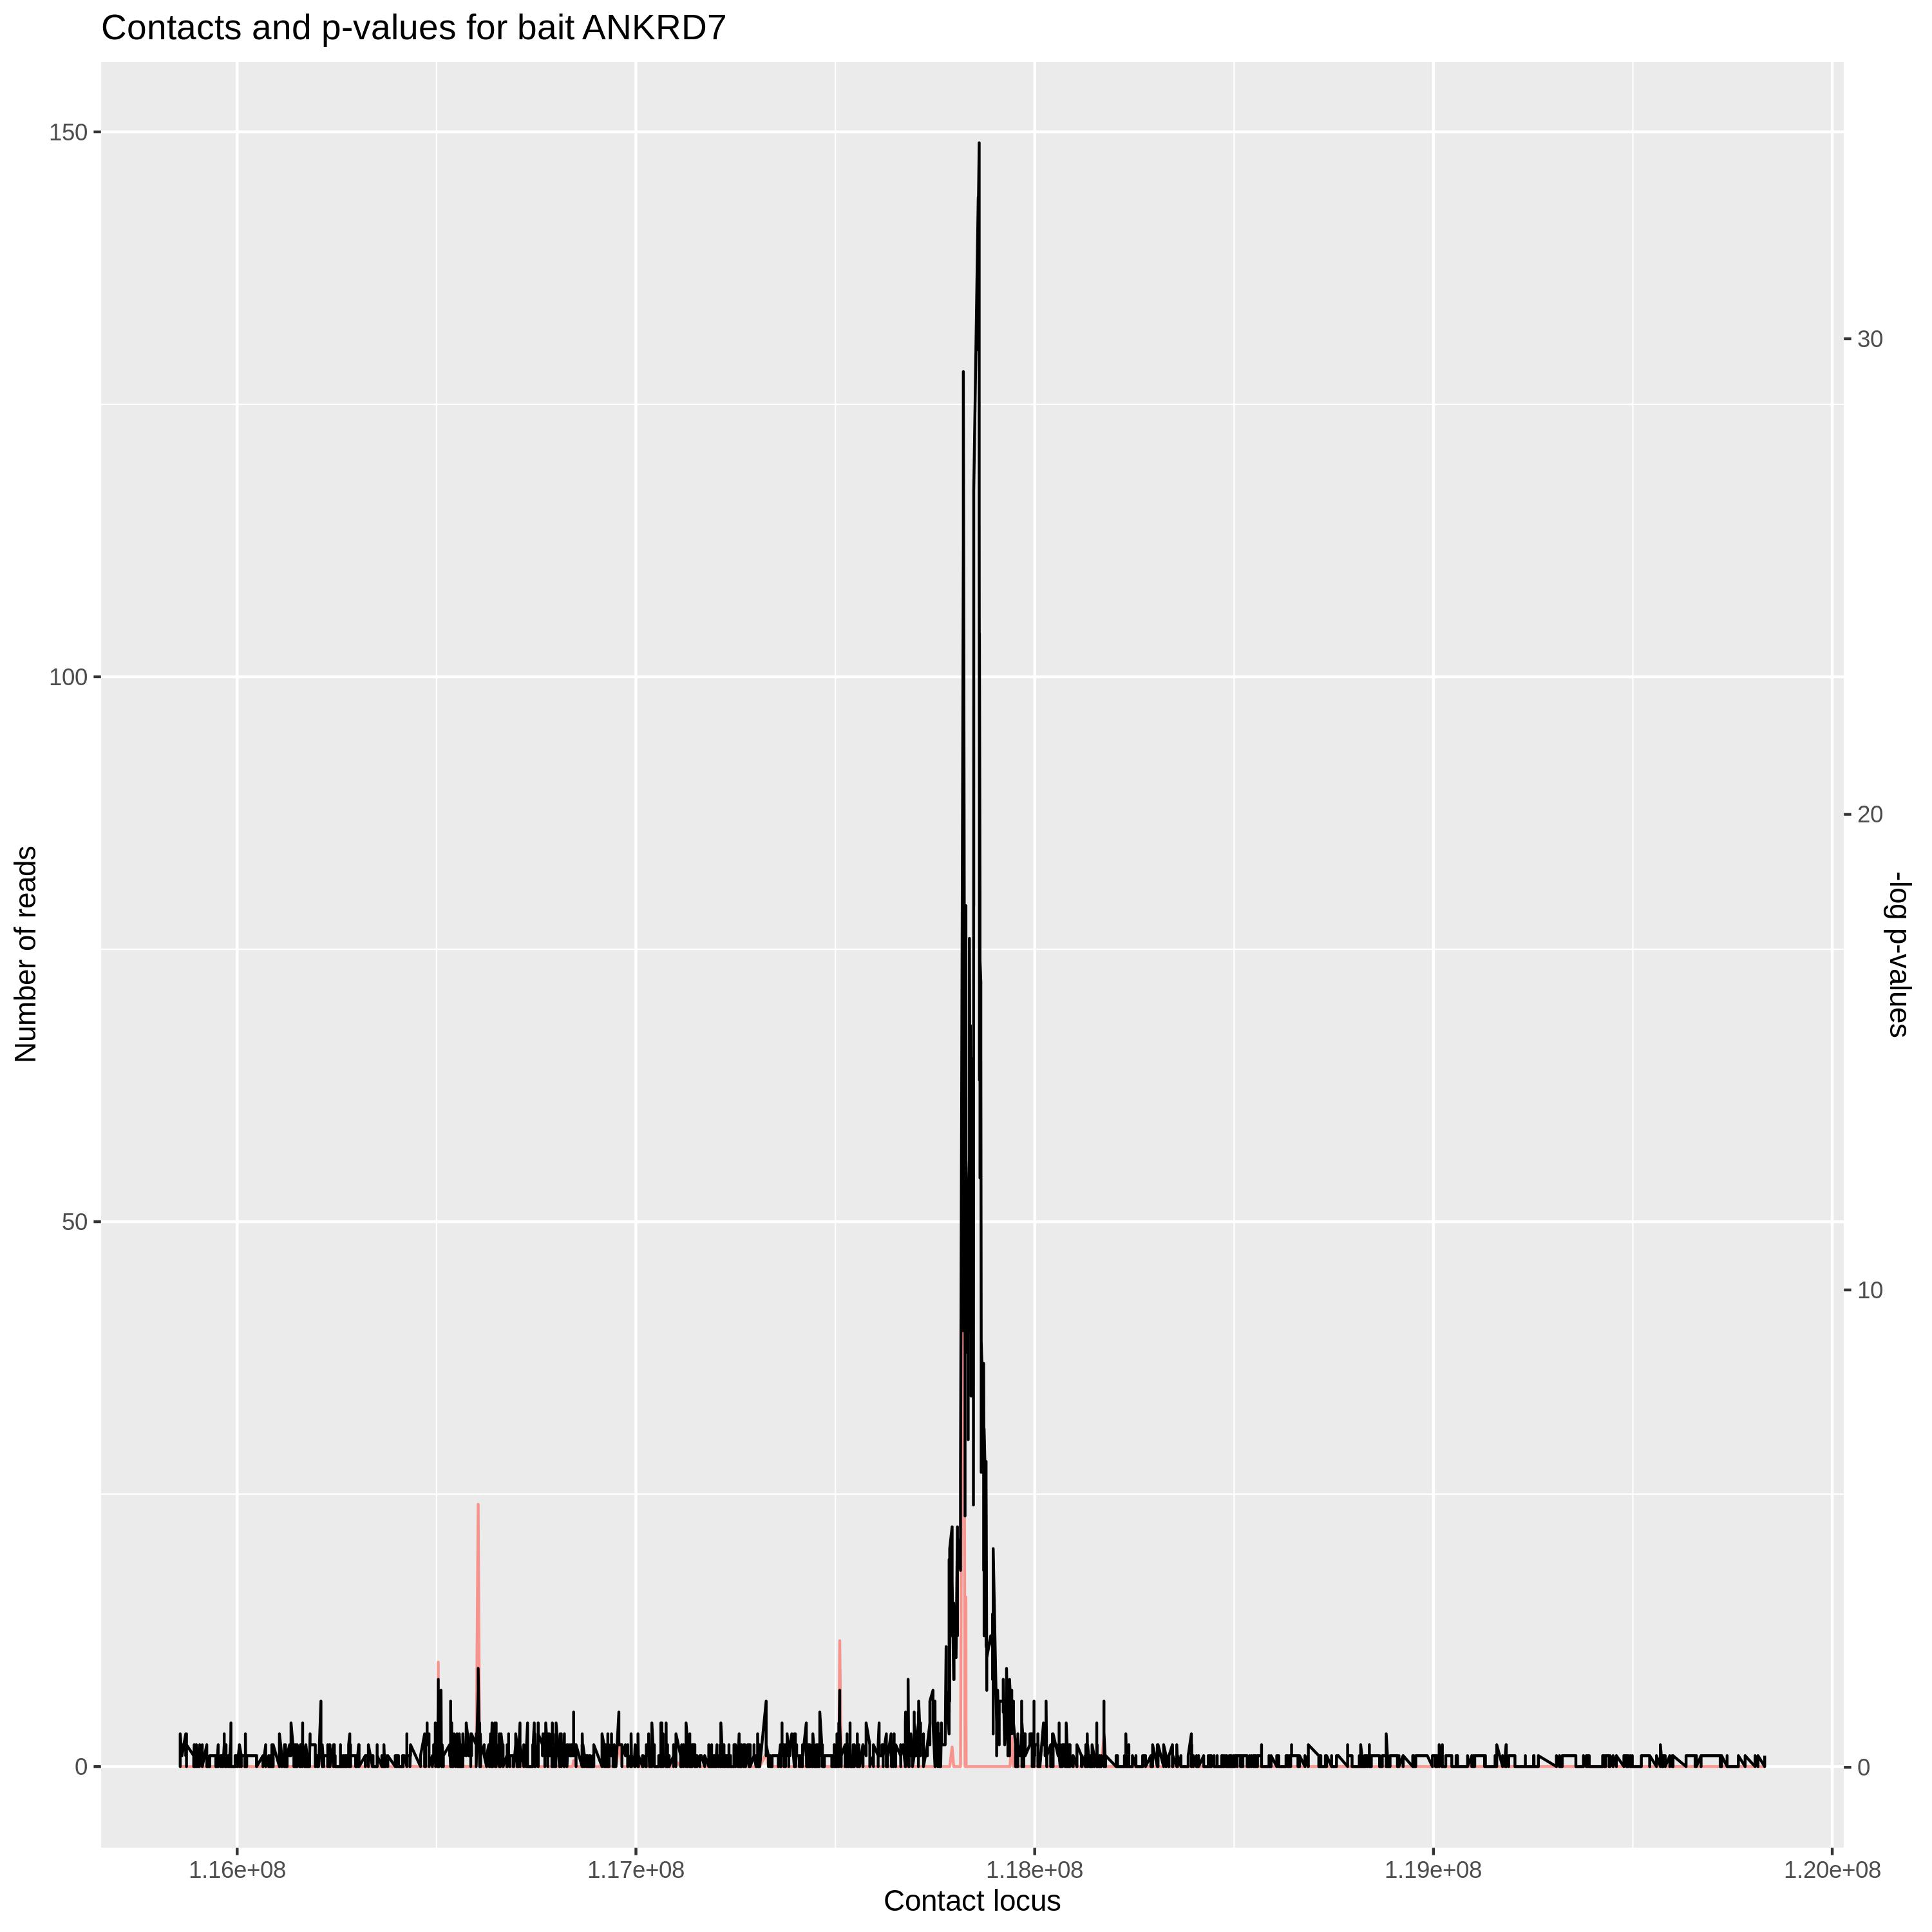 Contacts and p-values for bait ANKRD7
150
100
50
0
Number of reads
30
20
10
0
-log p-values
1.16e+08
1.17e+08
1.18e+08
1.19e+08
1.20e+08
Contact locus